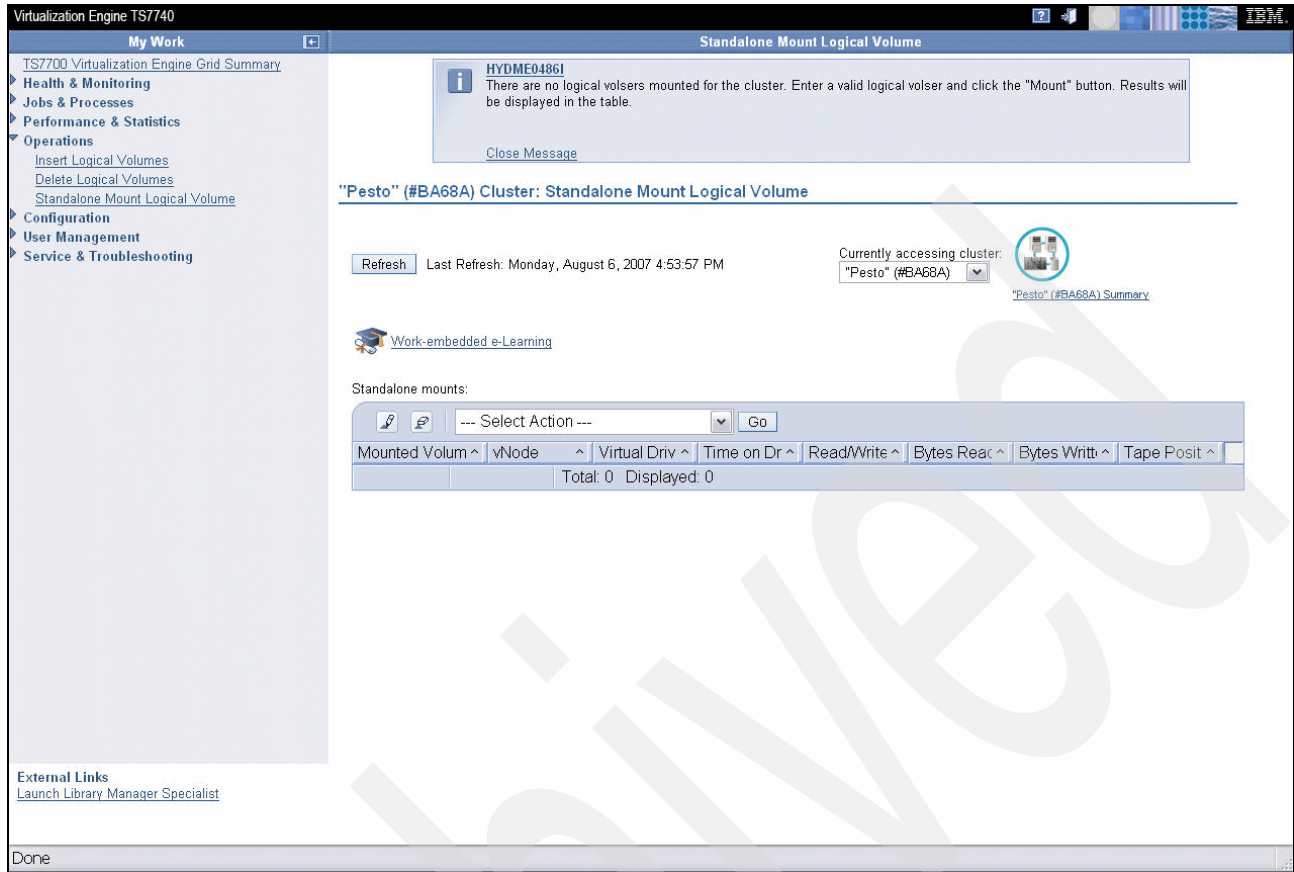 Virtualization Engine TS7740
?
IBM.
My Work
Standalone Mount Logical Volume
TS7700 Virtualization Engine Grid Summary
Health & Monitoring
Jobs & Processes
Performance & Statistics
Operations
Insert Logical Volumes
Delete Logical Volumes
Standalone Mount Logical Volume
Configuration
User Management
Service & Troubleshooting
External Links
Launch Library Manager Specialist
i
HYDME0486I
There are no logical volsers mounted for the cluster. Enter a valid logical volser and click the "Mount" button. Results will
be displayed in the table.
Close Message
"Pesto" (#BA68A) Cluster: Standalone Mount Logical Volume
Refresh Last Refresh: Monday, August 6, 2007 4:53:57 PM
Currently accessing cluster:
"Pesto" (#BA68A)
"Pesto" (#BA68A) Summary
Work-embedded e-Learning
Standalone mounts:
--- Select Action --- Go
Mounted Volum ^ vNode ^ Virtual Driv ^ Time on Dr ^ Read/Write ^ Bytes Reac ^ Bytes Writt ^ Tape Posit ^
Total: 0 Displayed: 0
Done
hived